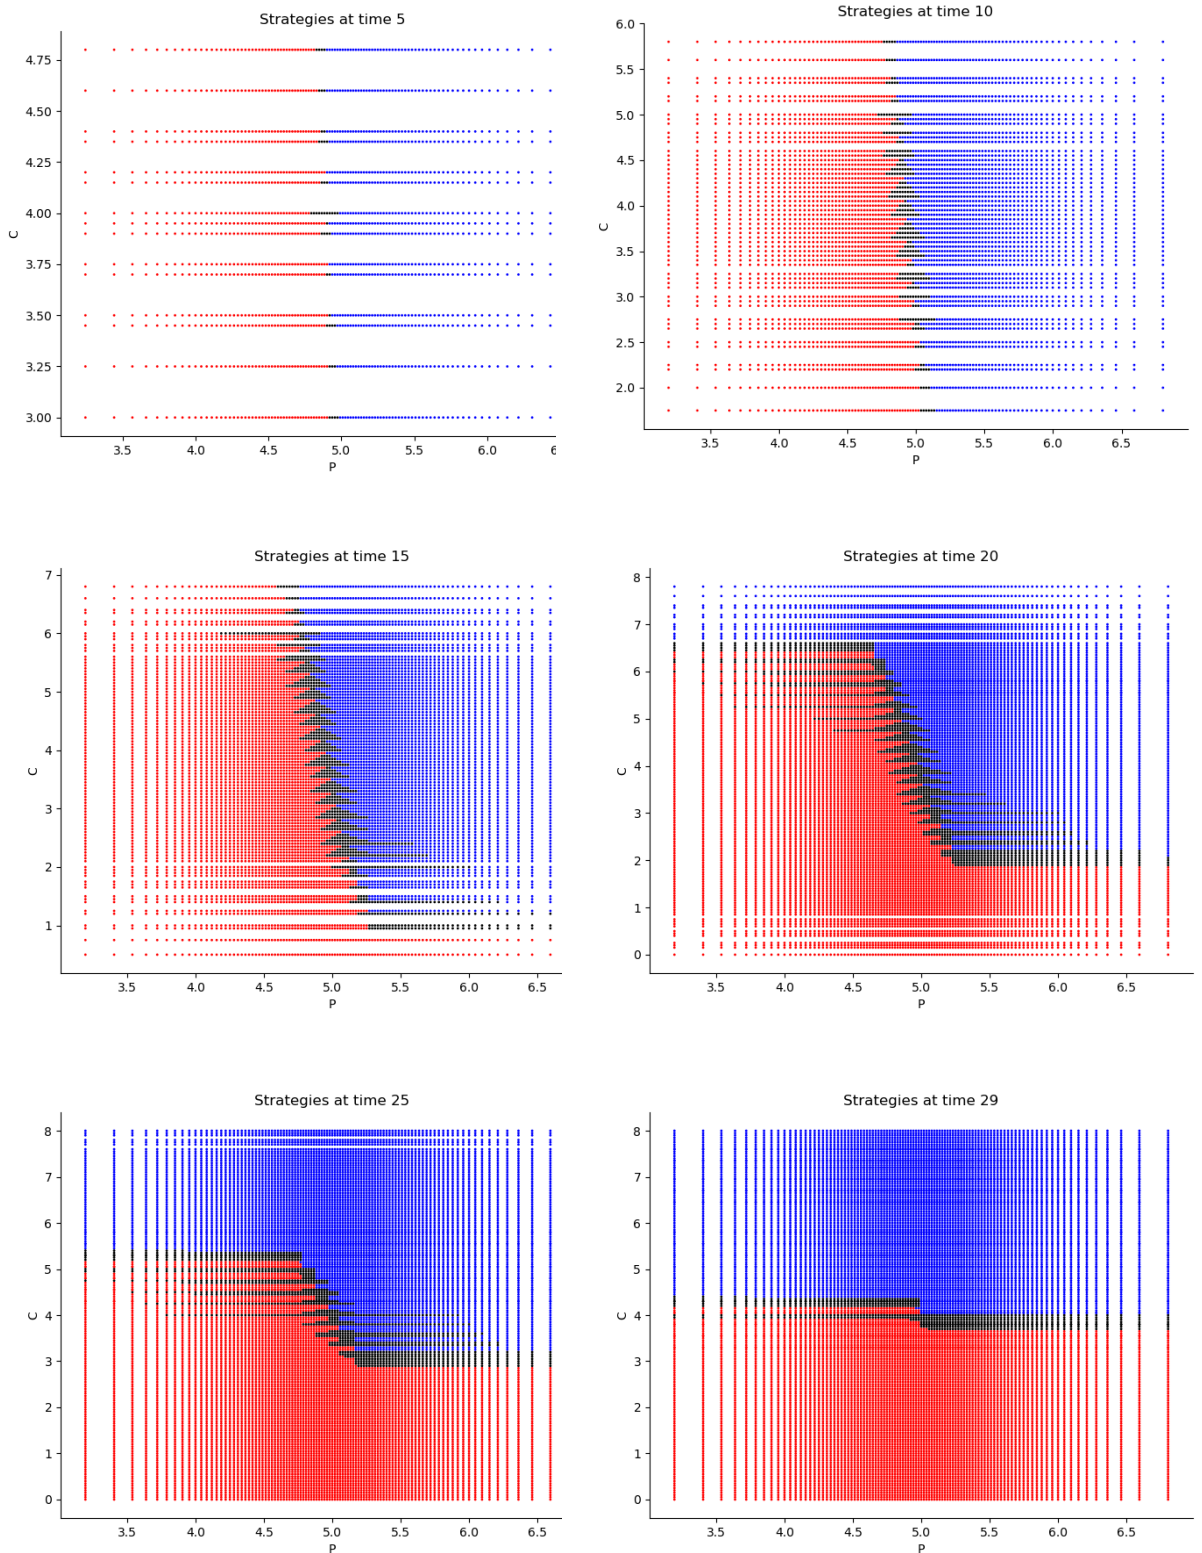 Strategies at time 5
4.75
4.50
4.25
4.00
3.75
3.50
3.25
3.00
C
3.5 4.0 4.5 5.0 5.5 6.0 6
P
Strategies at time 10
6.0
5.5
5.0
4.5
4.0
3.5
3.0
2.5
2.0
C
3.5 4.0 4.5 5.0 5.5 6.0 6.5
P
Strategies at time 15
7
6
5
4
3
2
1
C
3.5 4.0 4.5 5.0 5.5 6.0 6.5
P
Strategies at time 20
8
7
6
5
4
3
2
1
0
C
3.5 4.0 4.5 5.0 5.5 6.0 6.5
P
Strategies at time 25
8
7
6
5
4
3
2
1
0
C
3.5 4.0 4.5 5.0 5.5 6.0 6.5
P
Strategies at time 29
8
7
6
5
4
3
2
1
0
C
3.5 4.0 4.5 5.0 5.5 6.0 6.5
P